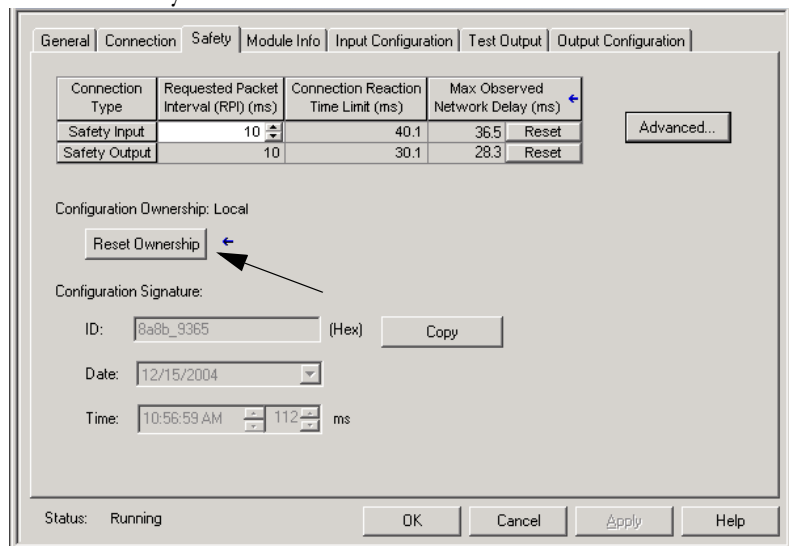 General Connection Safety Module Info Input Configuration Test Output Output Configuration
Connection Type Requested Packet Interval (RPI) (ms) Connection Reaction Time Limit (ms) Max Observed Network Delay (ms)
Safety Input 10 40.1 36.5 Reset
Safety Output 10 30.1 28.3 Reset
Advanced...
Configuration Ownership: Local
Reset Ownership
Configuration Signature:
ID: 8a8b_9365 (Hex) Copy
Date: 12/15/2004
Time: 10:56:59 AM 112 ms
Status: Running OK Cancel Apply Help